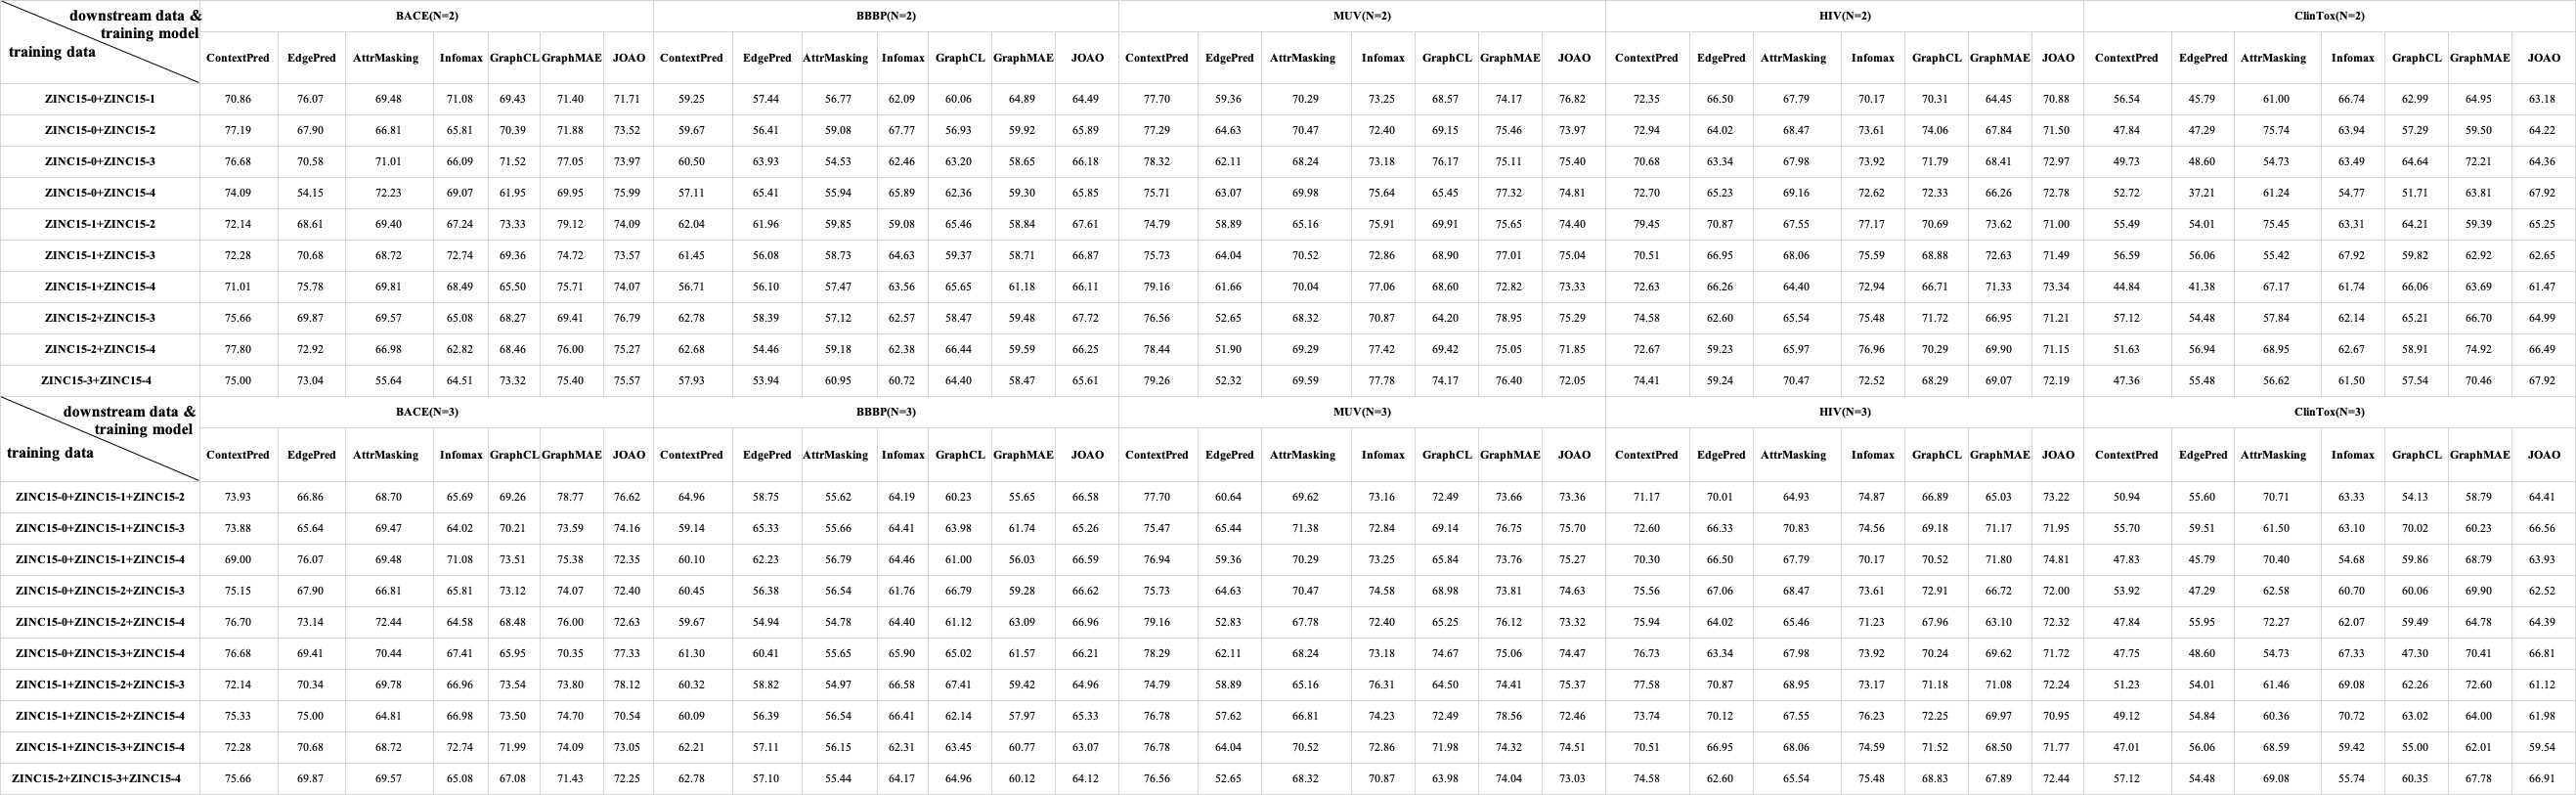 downstream data & training model BACE(N=2) BBBP(N=2) MUV(N=2) HIV(N=2) ClinTox(N=2)
training data ContextPred EdgePred AttrMasking Infomax GraphCL GraphMAE JOAO ContextPred EdgePred AttrMasking Infomax GraphCL GraphMAE JOAO ContextPred EdgePred AttrMasking Infomax GraphCL GraphMAE JOAO ContextPred EdgePred AttrMasking Infomax GraphCL GraphMAE JOAO ContextPred EdgePred AttrMasking Infomax GraphCL GraphMAE JOAO
ZINC15-0+ZINC15-1 70.86 76.07 69.48 71.08 69.43 71.40 71.71 59.25 57.44 56.77 62.09 60.06 64.89 64.49 77.70 59.36 70.29 73.25 68.57 74.17 76.82 72.35 66.50 67.79 70.17 70.31 64.45 70.88 56.54 45.79 61.00 66.74 62.99 64.95 63.18
ZINC15-0+ZINC15-2 77.19 67.90 66.81 65.81 70.39 71.88 73.52 59.67 56.41 59.08 67.77 56.93 59.92 65.89 77.29 64.63 70.47 72.40 69.15 75.46 73.97 72.94 64.02 68.47 73.61 74.06 67.84 71.50 47.84 47.29 75.74 63.94 57.29 59.50 64.22
ZINC15-0+ZINC15-3 76.68 70.58 71.01 66.09 71.52 77.05 73.97 60.50 63.93 54.53 62.46 63.20 58.65 66.18 78.32 62.11 68.24 73.18 76.17 75.11 75.40 70.68 63.34 67.98 73.92 71.79 68.41 72.97 49.73 48.60 54.73 63.49 64.64 72.21 64.36
ZINC15-0+ZINC15-4 74.09 54.15 72.23 69.07 61.95 69.95 75.99 57.11 65.41 55.94 65.89 62.36 59.30 65.85 75.71 63.07 69.98 75.64 65.45 77.32 74.81 72.70 65.23 69.16 72.62 72.33 66.26 72.78 52.72 37.21 61.24 54.77 51.71 63.81 67.92
ZINC15-1+ZINC15-2 72.14 68.61 69.40 67.24 73.33 79.12 74.09 62.04 61.96 59.85 59.08 65.46 58.84 67.61 74.79 58.89 65.16 75.91 69.91 75.65 74.40 79.45 70.87 67.55 77.17 70.69 73.62 71.00 55.49 54.01 75.45 63.31 64.21 59.39 65.25
ZINC15-1+ZINC15-3 72.28 70.68 68.72 72.74 69.36 74.72 73.57 61.45 56.08 58.73 64.63 59.37 58.71 66.87 75.73 64.04 70.52 72.86 68.90 77.01 75.04 70.51 66.95 68.06 75.59 68.88 72.63 71.49 56.59 56.06 55.42 67.92 59.82 62.92 62.65
ZINC15-1+ZINC15-4 71.01 75.78 69.81 68.49 65.50 75.71 74.07 56.71 56.10 57.47 63.56 65.65 61.18 66.11 79.16 61.66 70.04 77.06 68.60 72.82 73.33 72.63 66.26 64.40 72.94 66.71 71.33 73.34 44.84 41.38 67.17 61.74 66.06 63.69 61.47
ZINC15-2+ZINC15-3 75.66 69.87 69.57 65.08 68.27 69.41 76.79 62.78 58.39 57.12 62.57 58.47 59.48 67.72 76.56 52.65 68.32 70.87 64.20 78.95 75.29 74.58 62.60 65.54 75.48 71.72 66.95 71.21 57.12 54.48 57.84 62.14 65.21 66.70 64.99
ZINC15-2+ZINC15-4 77.80 72.92 66.98 62.82 68.46 76.00 75.27 62.68 54.46 59.18 62.38 66.44 59.59 66.25 78.44 51.90 69.29 77.42 69.42 75.05 71.85 72.67 59.23 65.97 76.96 70.29 69.90 71.15 51.63 56.94 68.95 62.67 58.91 74.92 66.49
ZINC15-3+ZINC15-4 75.00 73.04 55.64 64.51 73.32 75.40 75.57 57.93 53.94 60.95 60.72 64.40 58.47 65.61 79.26 52.32 69.59 77.78 74.17 76.40 72.05 74.41 59.24 70.47 72.52 68.29 69.07 72.19 47.36 55.48 56.62 61.50 57.54 70.46 67.92
downstream data & training model BACE(N=3) BBBP(N=3) MUV(N=3) HIV(N=3) ClinTox(N=3)
training data ContextPred EdgePred AttrMasking Infomax GraphCL GraphMAE JOAO ContextPred EdgePred AttrMasking Infomax GraphCL GraphMAE JOAO ContextPred EdgePred AttrMasking Infomax GraphCL GraphMAE JOAO ContextPred EdgePred AttrMasking Infomax GraphCL GraphMAE JOAO ContextPred EdgePred AttrMasking Infomax GraphCL GraphMAE JOAO
ZINC15-0+ZINC15-1+ZINC15-2 73.93 66.86 68.70 65.69 69.26 78.77 76.62 64.96 58.75 55.62 64.19 60.23 55.65 66.58 77.70 60.64 69.62 73.16 72.49 73.66 73.36 71.17 70.01 64.93 74.87 66.89 65.03 73.22 50.94 55.60 70.71 63.33 54.13 58.79 64.41
ZINC15-0+ZINC15-1+ZINC15-3 73.88 65.64 69.47 64.02 70.21 73.59 74.16 59.14 65.33 55.66 64.41 63.98 61.74 65.26 75.47 65.44 71.38 72.84 69.14 76.75 75.70 72.60 66.33 70.83 74.56 69.18 71.17 71.95 55.70 59.51 61.50 63.10 70.02 60.23 66.56
ZINC15-0+ZINC15-1+ZINC15-4 69.00 76.07 69.48 71.08 73.51 75.38 72.35 60.10 62.23 56.79 64.46 61.00 56.03 66.59 76.94 59.36 70.29 73.25 65.84 73.76 75.27 70.30 66.50 67.79 70.17 70.52 71.80 74.81 47.83 45.79 70.40 54.68 59.86 68.79 63.93
ZINC15-0+ZINC15-2+ZINC15-3 75.15 67.90 66.81 65.81 73.12 74.07 72.40 60.45 56.38 56.54 61.76 66.79 59.28 66.62 75.73 64.63 70.47 74.58 68.98 73.81 74.63 75.56 67.06 68.47 73.61 72.91 66.72 72.00 53.92 47.29 62.58 60.70 60.06 69.90 62.52
ZINC15-0+ZINC15-2+ZINC15-4 76.70 73.14 72.44 64.58 68.48 76.00 72.63 59.67 54.94 54.78 64.40 61.12 63.09 66.96 79.16 52.83 67.78 72.40 65.25 76.12 73.32 75.94 64.02 65.46 71.23 67.96 63.10 72.32 47.84 55.95 72.27 62.07 59.49 64.78 64.39
ZINC15-0+ZINC15-3+ZINC15-4 76.68 69.41 70.44 67.41 65.95 70.35 77.33 61.30 60.41 55.65 65.90 65.02 61.57 66.21 78.29 62.11 68.24 73.18 74.67 75.06 74.47 76.73 63.34 67.98 73.92 70.24 69.62 71.72 47.75 48.60 54.73 67.33 47.30 70.41 66.81
ZINC15-1+ZINC15-2+ZINC15-3 72.14 70.34 69.78 66.96 73.54 73.80 78.12 60.32 58.82 54.97 66.58 67.41 59.42 64.96 74.79 58.89 65.16 76.31 64.50 74.41 75.37 77.58 70.87 68.95 73.17 71.18 71.08 72.24 51.23 54.01 61.46 69.08 62.26 72.60 61.12
ZINC15-1+ZINC15-2+ZINC15-4 75.33 75.00 64.81 66.98 73.50 74.70 70.54 60.09 56.39 56.54 66.41 62.14 57.97 65.33 76.78 57.62 66.81 74.23 72.49 78.56 72.46 73.74 70.12 67.55 76.23 72.25 69.97 70.95 49.12 54.84 60.36 70.72 63.02 64.00 61.98
ZINC15-1+ZINC15-3+ZINC15-4 72.28 70.68 68.72 72.74 71.99 74.09 73.05 62.21 57.11 56.15 62.31 63.45 60.77 63.07 76.78 64.04 70.52 72.86 71.98 74.32 74.51 70.51 66.95 68.06 74.59 71.52 68.50 71.77 47.01 56.06 68.59 59.42 55.00 62.01 59.54
ZINC15-2+ZINC15-3+ZINC15-4 75.66 69.87 69.57 65.08 67.08 71.43 72.25 62.78 57.10 55.44 64.17 64.96 60.12 64.12 76.56 52.65 68.32 70.87 63.98 74.04 73.03 74.58 62.60 65.54 75.48 68.83 67.89 72.44 57.12 54.48 69.08 55.74 60.35 67.78 66.91